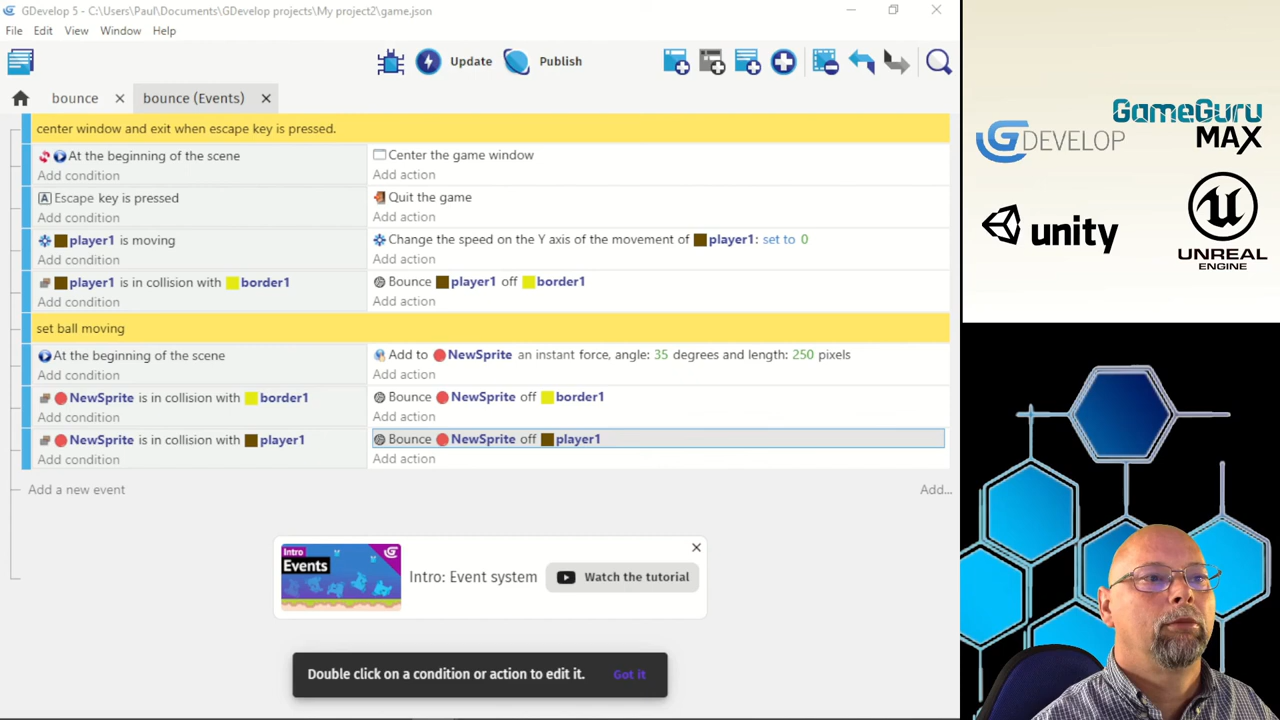 GDevelop 5 - C:\Users\Paul\Documents\GDevelop projects\My project2\game.json
File Edit View Window Help
Update Publish
bounce bounce (Events)
center window and exit when escape key is pressed.
At the beginning of the scene Center the game window
Add condition Add action
Escape key is pressed Quit the game
Add condition Add action
player1 is moving Change the speed on the Y axis of the movement of player1: set to 0
Add condition Add action
player1 is in collision with border1 Bounce player1 off border1
Add condition Add action
set ball moving
At the beginning of the scene Add to NewSprite an instant force, angle: 35 degrees and length: 250 pixels
Add condition Add action
NewSprite is in collision with border1 Bounce NewSprite off border1
Add condition Add action
NewSprite is in collision with player1 Bounce NewSprite off player1
Add condition Add action
Add a new event Add...
Intro
Events
Intro: Event system Watch the tutorial
Double click on a condition or action to edit it. Got it
GameGuru
MAX
GDEVELOP
unity
UNREAL
ENGINE